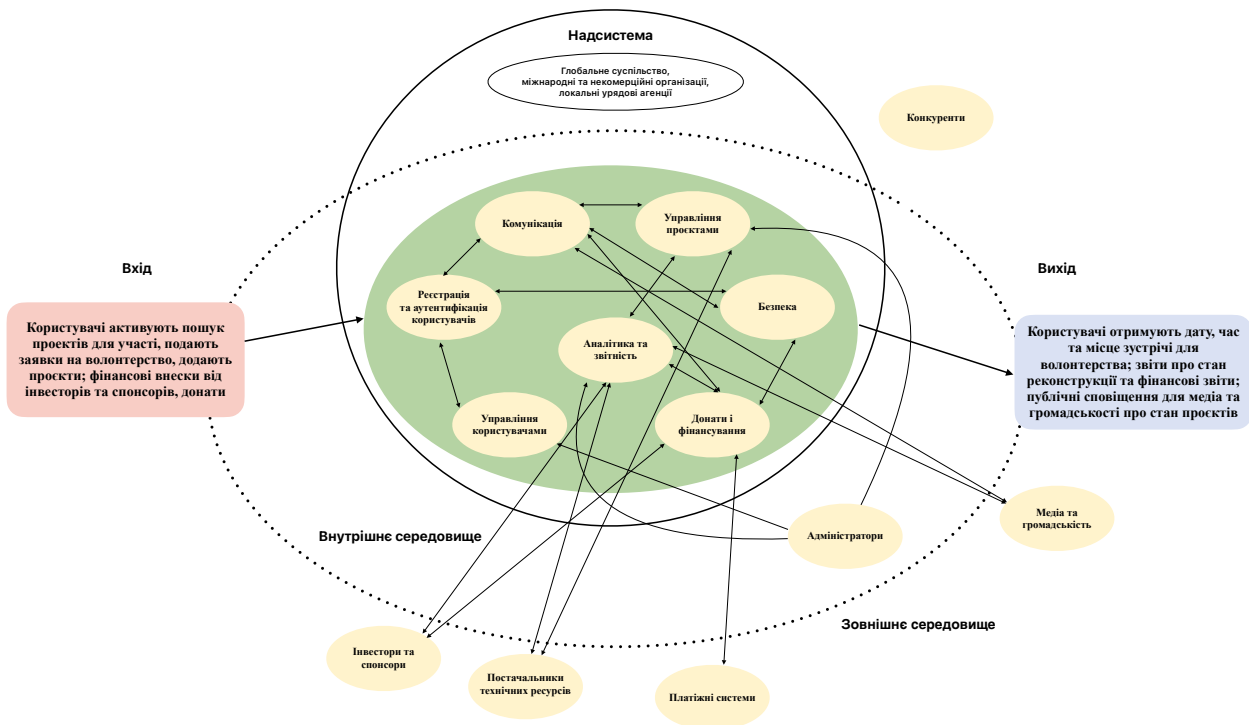 Надсистема
Глобальне суспільство,
міжнародні та некомерційні організації,
локальні урядові агенції
Конкуренти
Комунікація
Управління
проєктами
Вхід
Вихід
Реєстрація
та аутентифікація
користувачів
Безпека
Користувачі активують пошук
проектів для участі, подають
заявки на волонтерство, додають
проєкти; фінансові внески від
інвесторів та спонсорів, донати
Аналітика та
звітність
Користувачі отримують дату, час
та місце зустрічі для
волонтерства; звіти про стан
реконструкції та фінансові звіти;
публічні сповіщення для медіа та
громадськості про стан проєктів
Управління
користувачами
Донати і
фінансування
Внутрішнє середовище
Адміністратори
Медіа та
громадськість
Зовнішнє середовище
Інвестори та
спонсори
Постачальники
технічних ресурсів
Платіжні системи